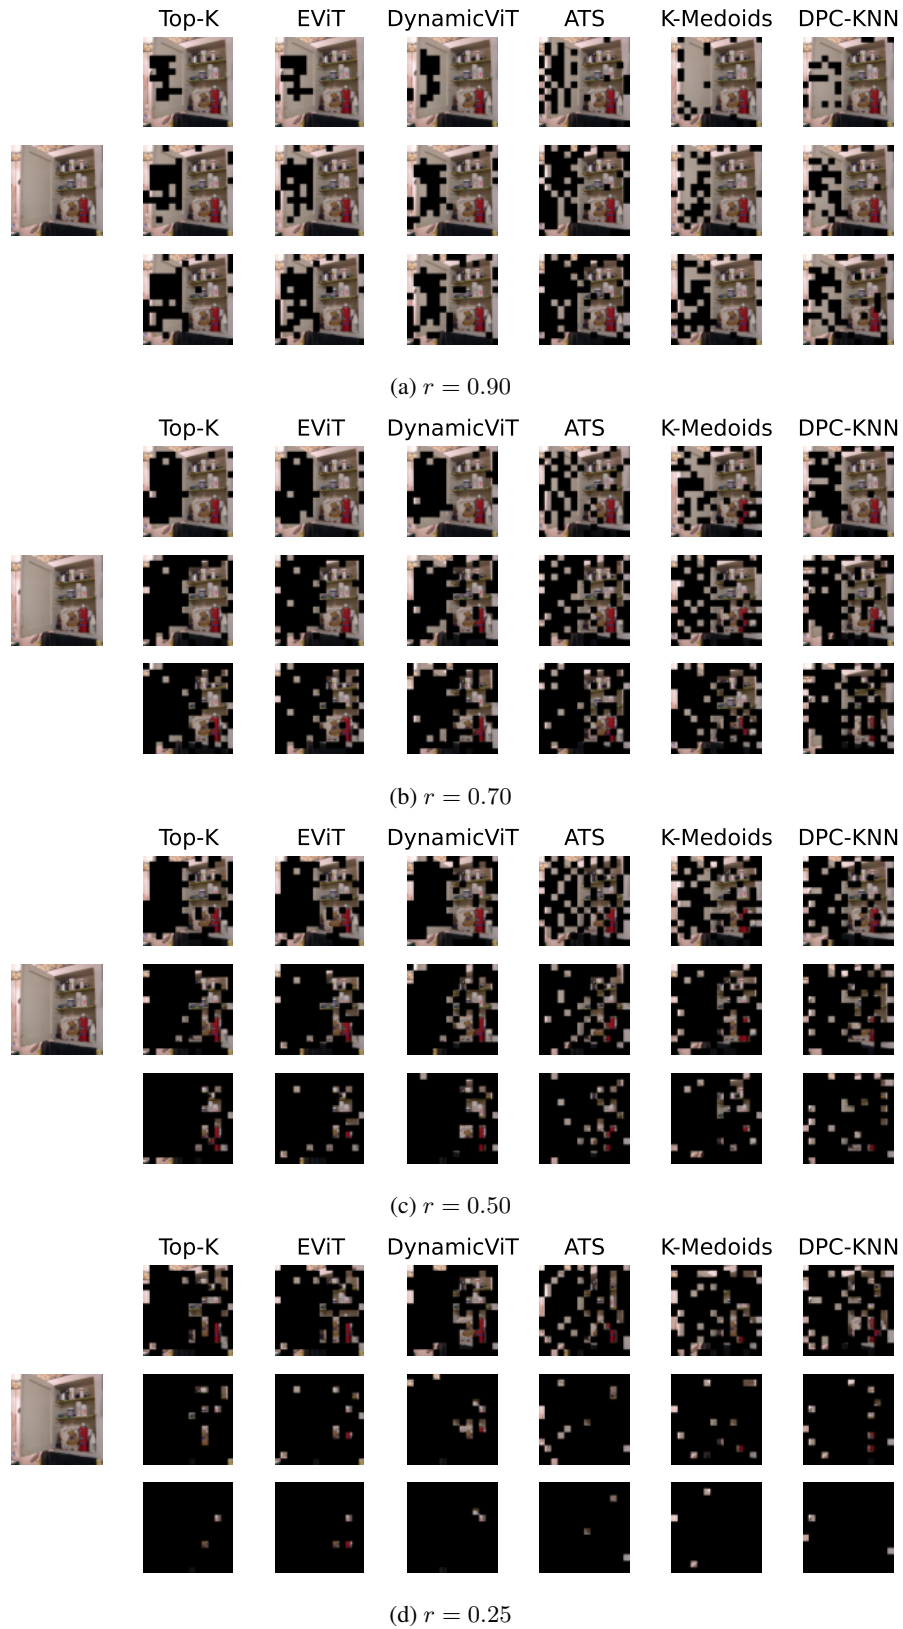 Top-K EViT DynamicViT ATS K-Medoids DPC-KNN
(a) r = 0.90
Top-K EViT DynamicViT ATS K-Medoids DPC-KNN
(b) r = 0.70
Top-K EViT DynamicViT ATS K-Medoids DPC-KNN
(c) r = 0.50
Top-K EViT DynamicViT ATS K-Medoids DPC-KNN
(d) r = 0.25